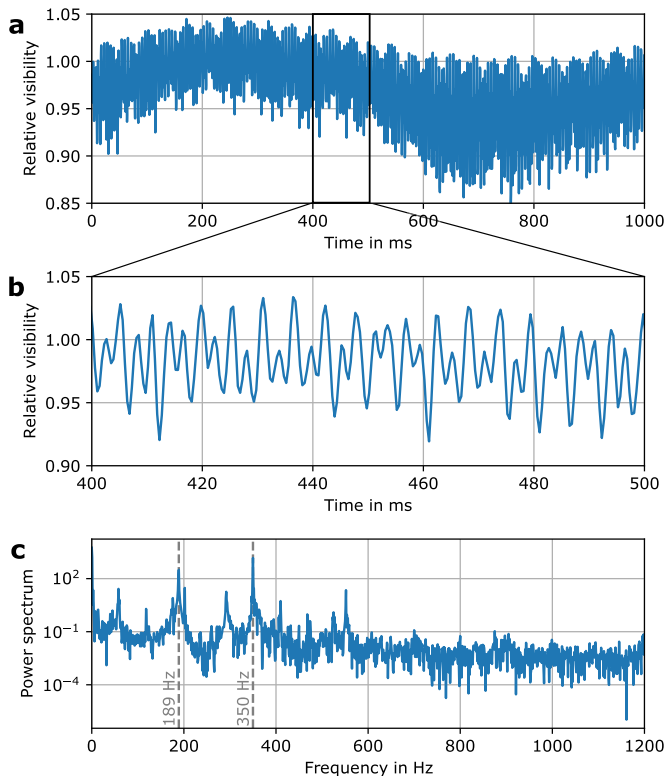 a
Relative visibility
1.05
1.00
0.95
0.90
0.85
0 200 400 600 800 1000
Time in ms
b
Relative visibility
1.05
1.00
0.95
0.90
400 420 440 460 480 500
Time in ms
c
Power spectrum
10²
10⁻¹
10⁻⁴
189 Hz
350 Hz
0 200 400 600 800 1000 1200
Frequency in Hz